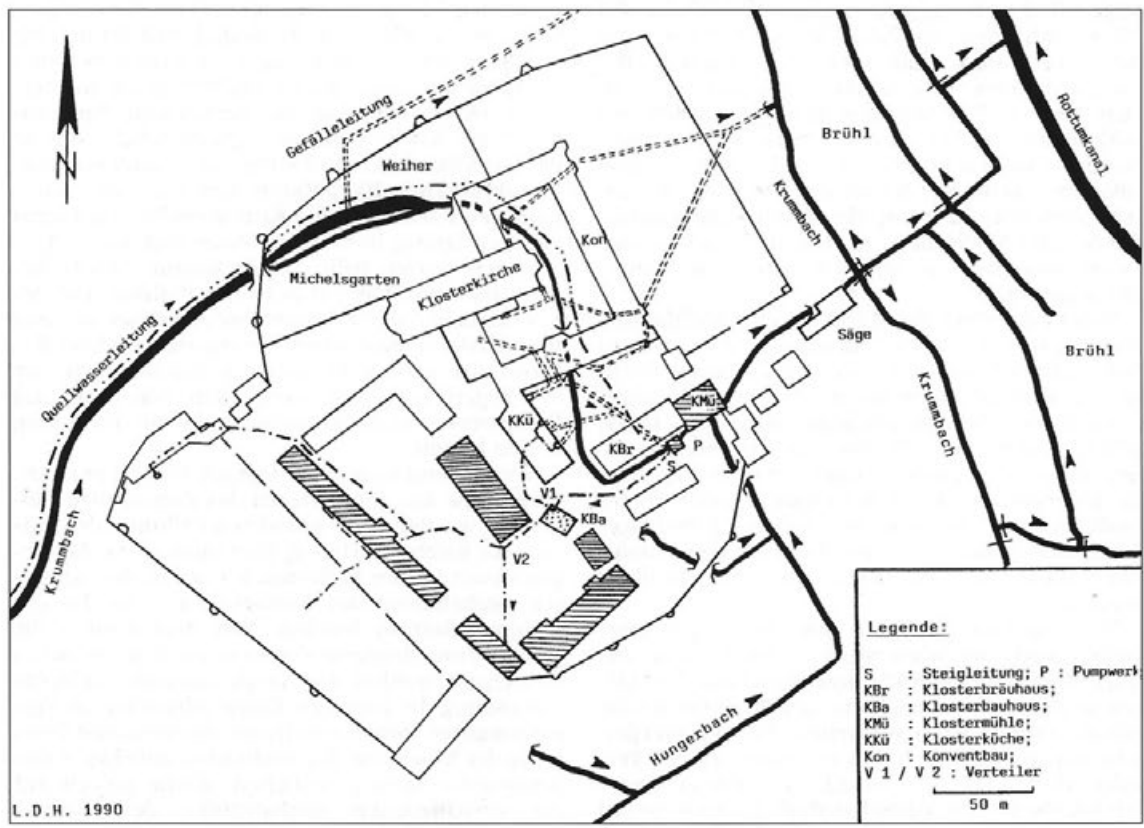 N
Gefälleleitung
Weiher
Michelsgarten
Klosterkirche
Kon
Quellwasserleitung
Krummbach
KKü
KBr
KMü
P
S
V1
KBa
V2
Säge
Krummbach
Krummbach
Brühl
Brühl
Rottumkanal
Hungerbach
Legende:
S : Steigleitung; P : Pumpwerk
KBr : Klosterbräuhaus;
KBa : Klosterbauhaus;
KMü : Klostermühle;
KKü : Klosterküche;
Kon : Konventbau;
V 1 / V 2 : Verteiler
50 m
L.D.H. 1990